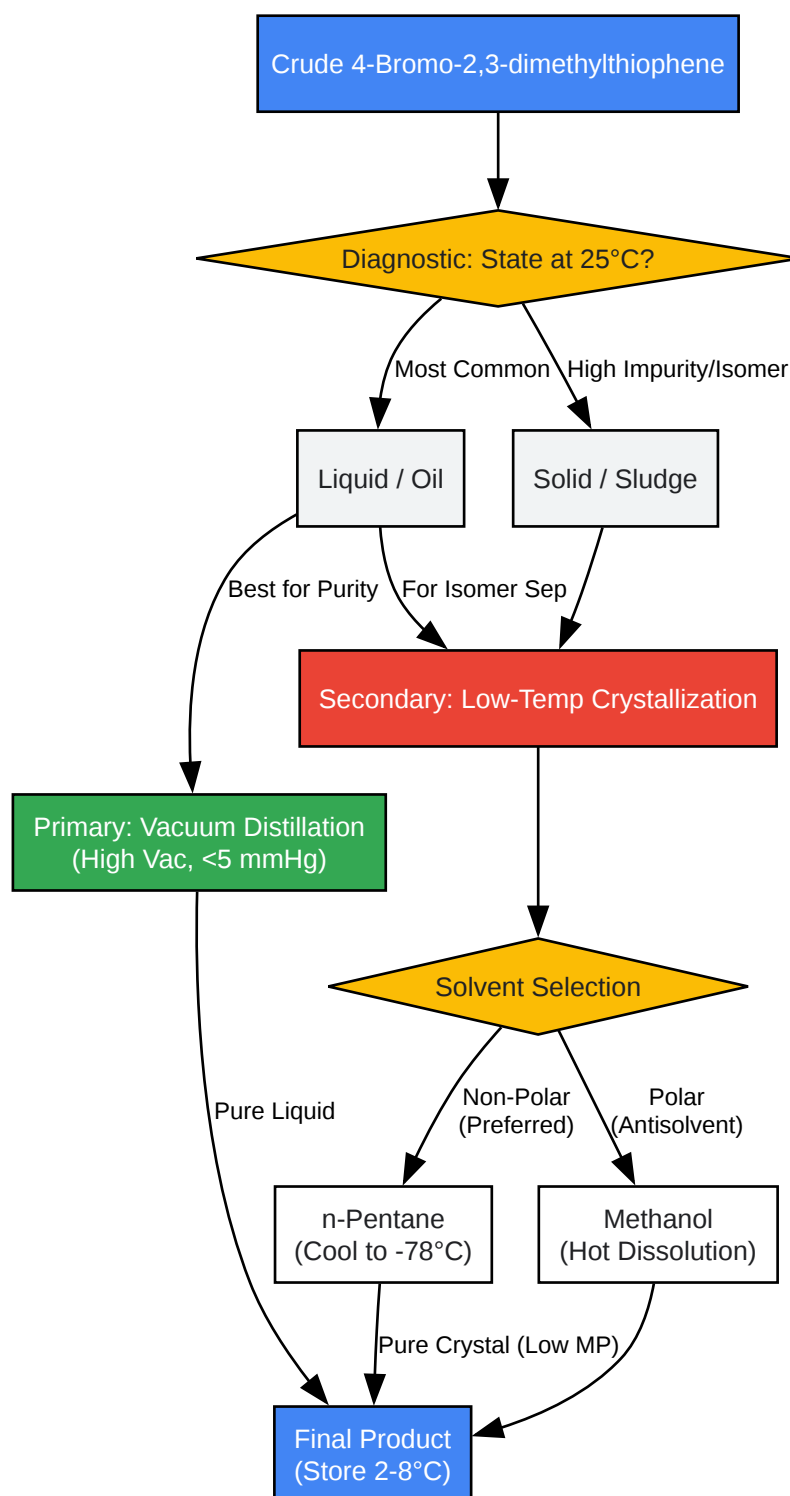 Crude 4-Bromo-2,3-dimethylthiophene
Diagnostic: State at 25°C?
Most Common
High Impurity/Isomer
Liquid / Oil
Solid / Sludge
Best for Purity
For Isomer Sep
Secondary: Low-Temp Crystallization
Primary: Vacuum Distillation
(High Vac, <5 mmHg)
Solvent Selection
Pure Liquid
Non-Polar
(Preferred)
Polar
(Antisolvent)
n-Pentane
(Cool to -78°C)
Methanol
(Hot Dissolution)
Pure Crystal (Low MP)
Final Product
(Store 2-8°C)